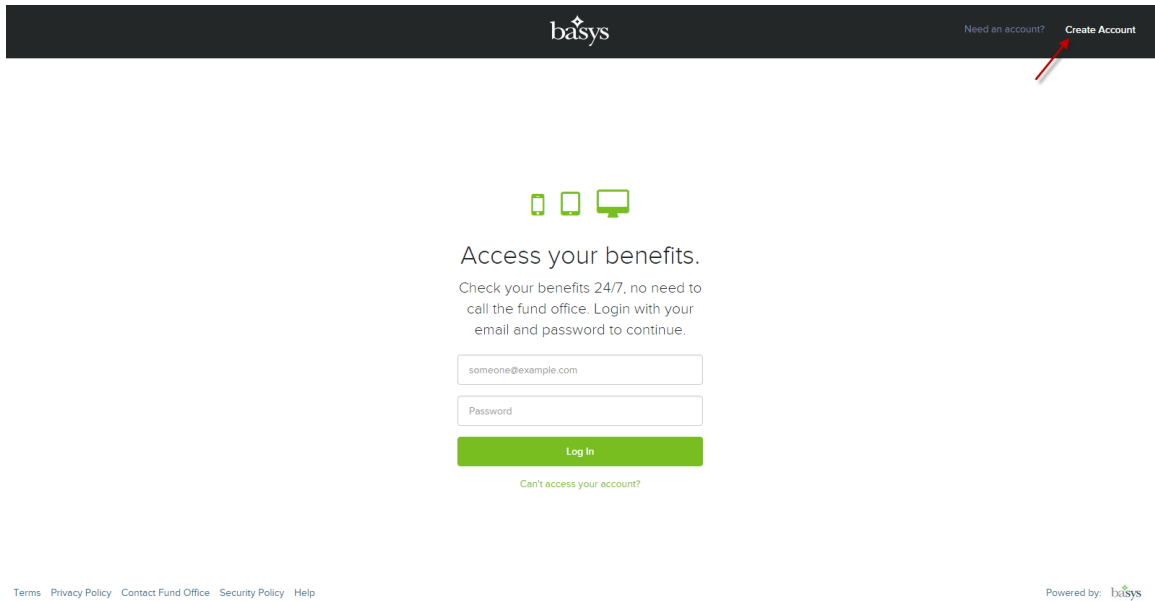 basys
Need an account? Create Account
Access your benefits.
Check your benefits 24/7, no need to
call the fund office. Login with your
email and password to continue.
someone@example.com
Password
Log In
Can't access your account?
Terms Privacy Policy Contact Fund Office Security Policy Help
Powered by: basys